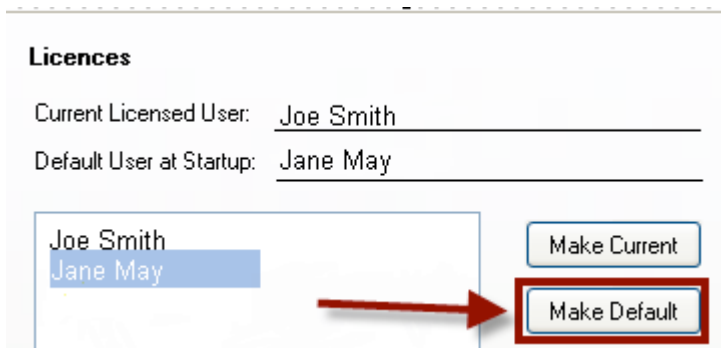 Licences
Current Licensed User: Joe Smith
Default User at Startup: Jane May
Joe Smith
Jane May
Make Current
Make Default